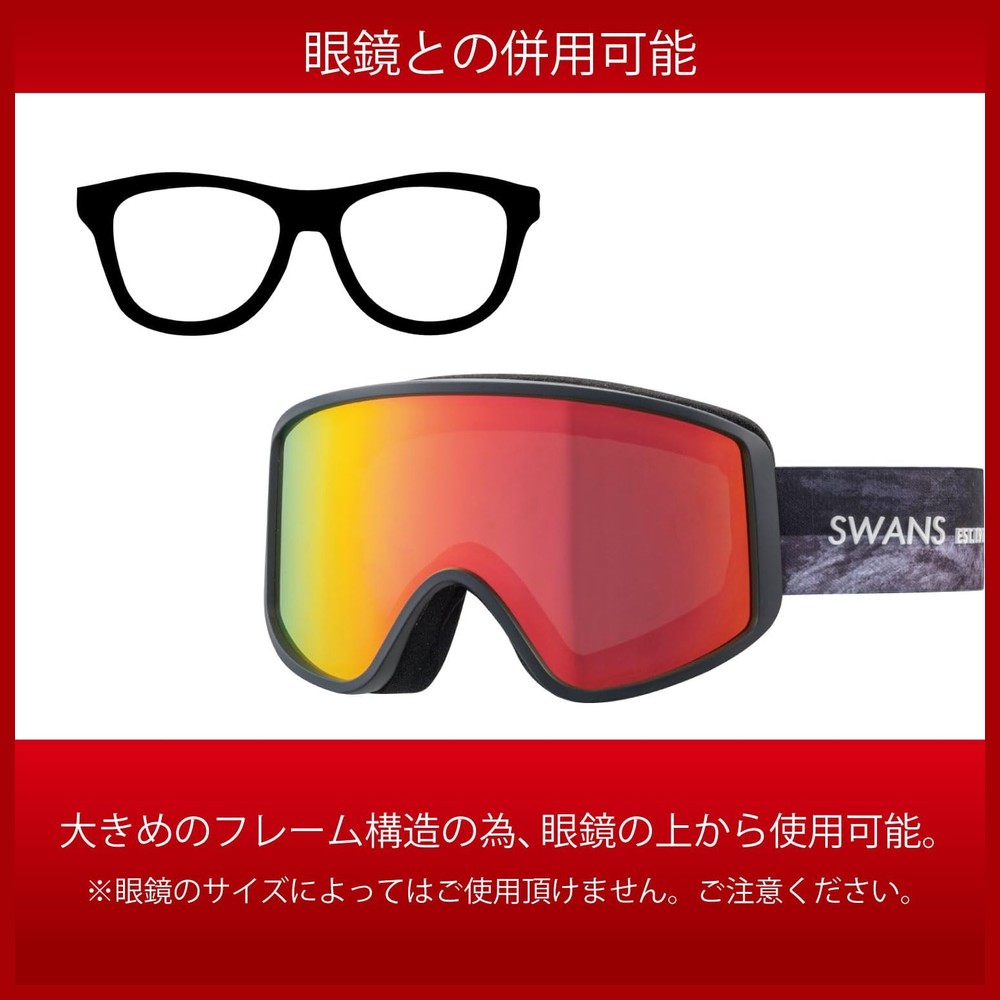 眼鏡との併用可能
SWANS
大きめのフレーム構造の為、眼鏡の上から使用可能。
※眼鏡のサイズによってはご使用頂けません。ご注意ください。